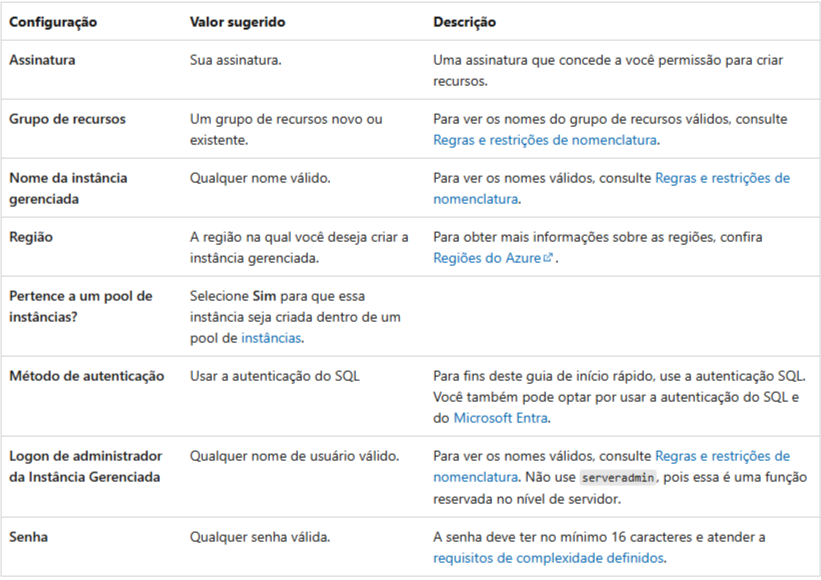 Configuração Valor sugerido Descrição
Assinatura Sua assinatura. Uma assinatura que concede a você permissão para criar
recursos.
Grupo de recursos Um grupo de recursos novo ou Para ver os nomes do grupo de recursos válidos, consulte
existente. Regras e restrições de nomenclatura.
Nome da instância Qualquer nome válido. Para ver os nomes válidos, consulte Regras e restrições de
gerenciada nomenclatura.
Região A região na qual você deseja criar a Para obter mais informações sobre as regiões, confira
instância gerenciada. Regiões do Azure.
Pertence a um pool de Selecione Sim para que essa
instâncias? instância seja criada dentro de um
pool de instâncias.
Método de autenticação Usar a autenticação do SQL Para fins deste guia de início rápido, use a autenticação SQL.
Você também pode optar por usar a autenticação do SQL e
do Microsoft Entra.
Logon de administrador Qualquer nome de usuário válido. Para ver os nomes válidos, consulte Regras e restrições de
da Instância Gerenciada nomenclatura. Não use serveradmin, pois essa é uma função
reservada no nível de servidor.
Senha Qualquer senha válida. A senha deve ter no mínimo 16 caracteres e atender a
requisitos de complexidade definidos.